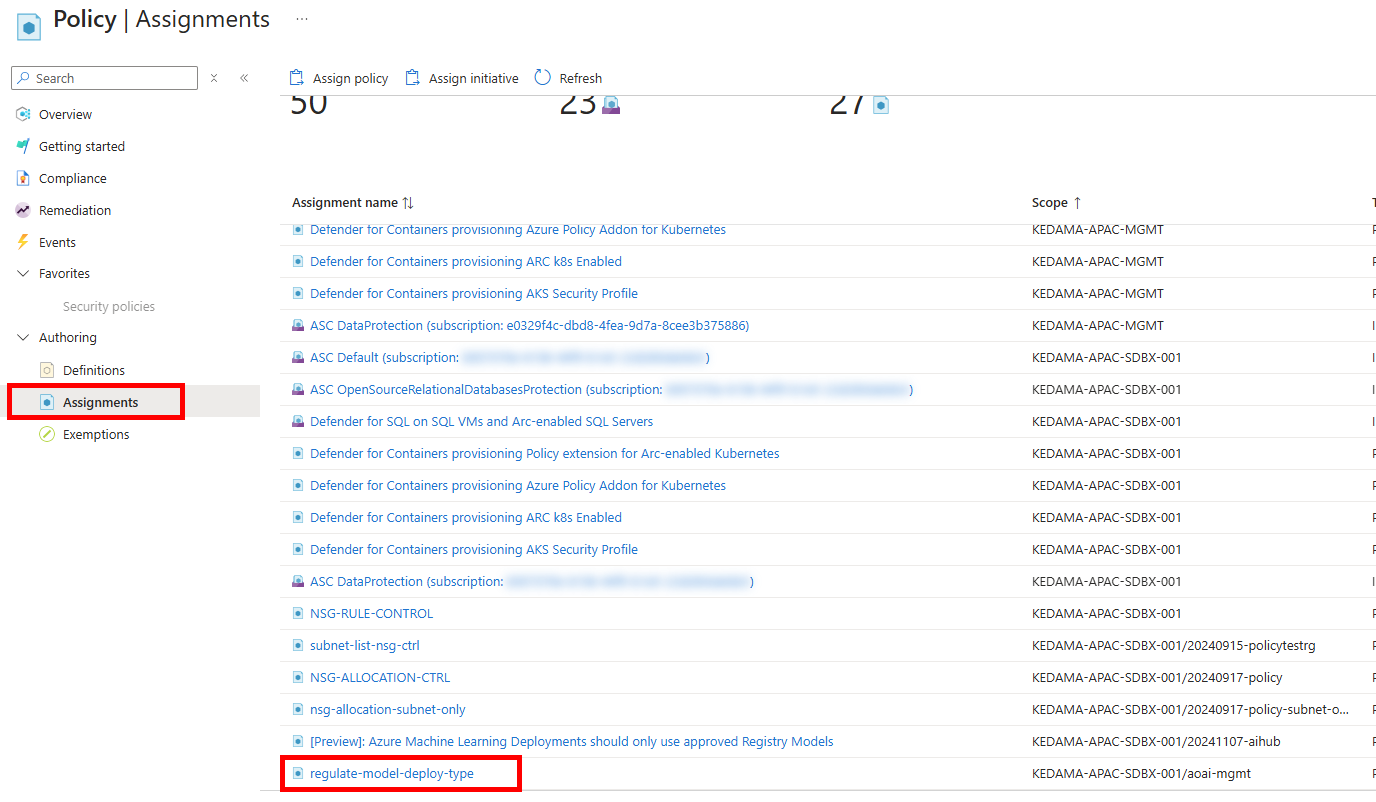 Policy | Assignments ...
Search
Assign policy Assign initiative Refresh
50 23 27
Overview
Getting started
Compliance
Remediation
Events
Favorites
Security policies
Authoring
Definitions
Assignments
Exemptions
Assignment name Scope
Defender for Containers provisioning Azure Policy Addon for Kubernetes KEDAMA-APAC-MGMT
Defender for Containers provisioning ARC k8s Enabled KEDAMA-APAC-MGMT
Defender for Containers provisioning AKS Security Profile KEDAMA-APAC-MGMT
ASC DataProtection (subscription: e0329f4c-dbd8-4fea-9d7a-8cee3b375886) KEDAMA-APAC-MGMT
ASC Default (subscription: ) KEDAMA-APAC-SDBX-001
ASC OpenSourceRelationalDatabasesProtection (subscription: ) KEDAMA-APAC-SDBX-001
Defender for SQL on SQL VMs and Arc-enabled SQL Servers KEDAMA-APAC-SDBX-001
Defender for Containers provisioning Policy extension for Arc-enabled Kubernetes KEDAMA-APAC-SDBX-001
Defender for Containers provisioning Azure Policy Addon for Kubernetes KEDAMA-APAC-SDBX-001
Defender for Containers provisioning ARC k8s Enabled KEDAMA-APAC-SDBX-001
Defender for Containers provisioning AKS Security Profile KEDAMA-APAC-SDBX-001
ASC DataProtection (subscription: ) KEDAMA-APAC-SDBX-001
NSG-RULE-CONTROL KEDAMA-APAC-SDBX-001
subnet-list-nsg-ctrl KEDAMA-APAC-SDBX-001/20240915-policytestrg
NSG-ALLOCATION-CTRL KEDAMA-APAC-SDBX-001/20240917-policy
nsg-allocation-subnet-only KEDAMA-APAC-SDBX-001/20240917-policy-subnet-o...
[Preview]: Azure Machine Learning Deployments should only use approved Registry Models KEDAMA-APAC-SDBX-001/20241107-aihub
regulate-model-deploy-type KEDAMA-APAC-SDBX-001/aoai-mgmt